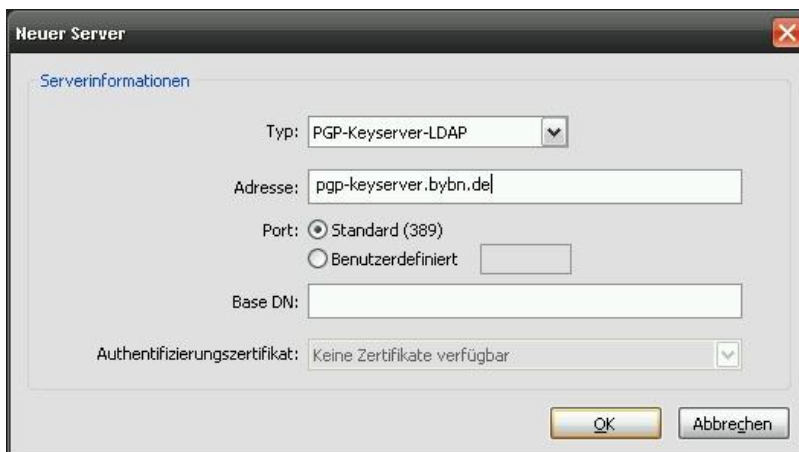 Neuer Server
Serverinformationen
Typ: PGP-Keyserver-LDAP
Adresse: pgp-keyserver.bybn.de
Port: Standard (389)
Benutzerdefiniert
Base DN:
Authentifizierungszertifikat: Keine Zertifikate verfügbar
OK Abbrechen